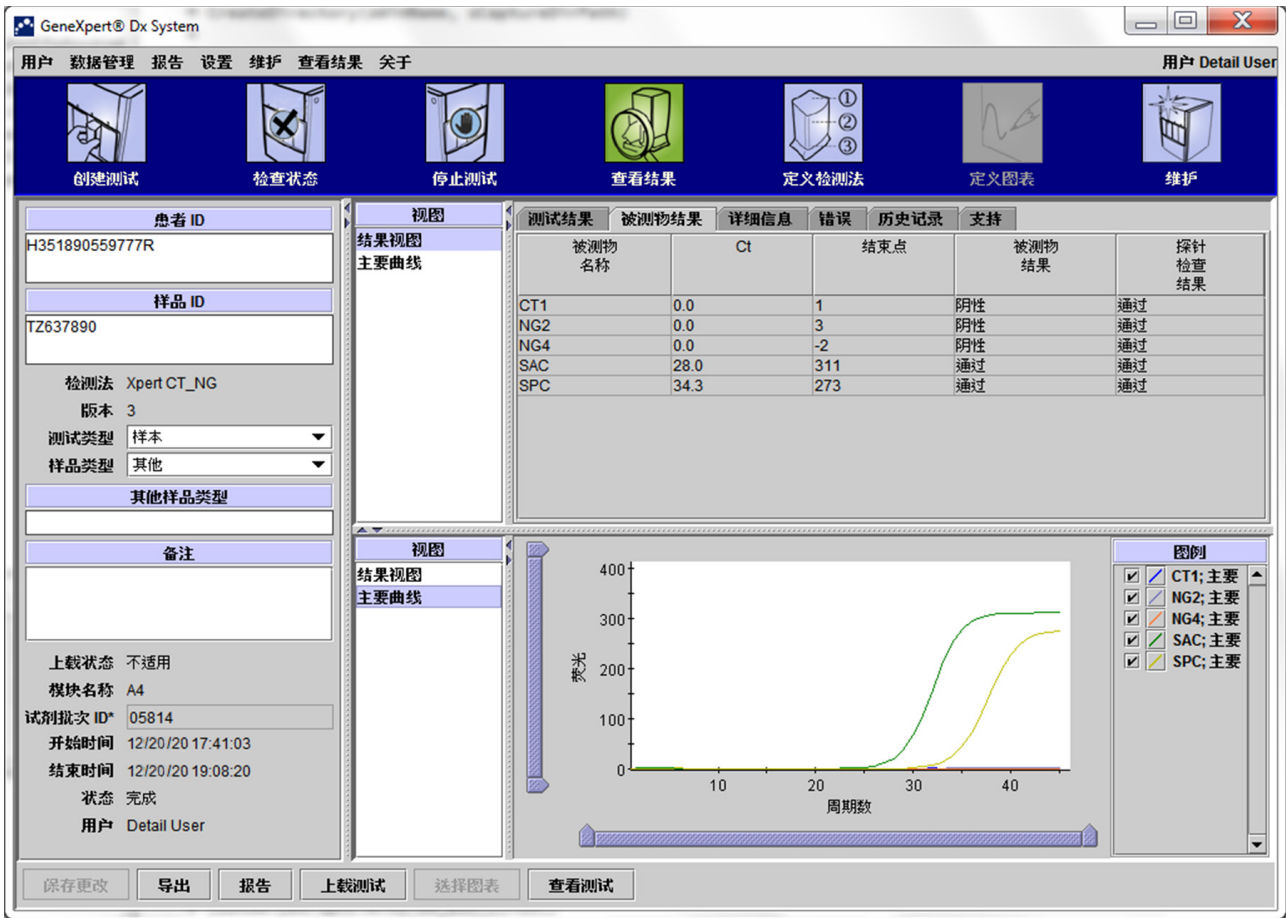 GeneXpert® Dx System
用户 数据管理 报告 设置 维护 查看结果 关于
用户 Detail User
创建测试 检查状态 停止测试 查看结果 定义检测法 定义图表 维护
患者 ID
H351890559777R
样品 ID
TZ637890
检测法 Xpert CT_NG
版本 3
测试类型 样本
样品类型 其他
其他样品类型
备注
上载状态 不适用
模块名称 A4
试剂批次 ID* 05814
开始时间 12/20/20 17:41:03
结束时间 12/20/20 19:08:20
状态 完成
用户 Detail User
视图
结果视图
主要曲线
测试结果 被测物结果 详细信息 错误 历史记录 支持
被测物 名称 Ct 结束点 被测物 结果 探针 检查 结果
CT1 0.0 1 阴性 通过
NG2 0.0 3 阴性 通过
NG4 0.0 -2 阴性 通过
SAC 28.0 311 通过 通过
SPC 34.3 273 通过 通过
视图
结果视图
主要曲线
荧光
400
300
200
100
0
10 20 30 40
周期数
图例
CT1; 主要
NG2; 主要
NG4; 主要
SAC; 主要
SPC; 主要
保存更改 导出 报告 上载测试 选择图表 查看测试